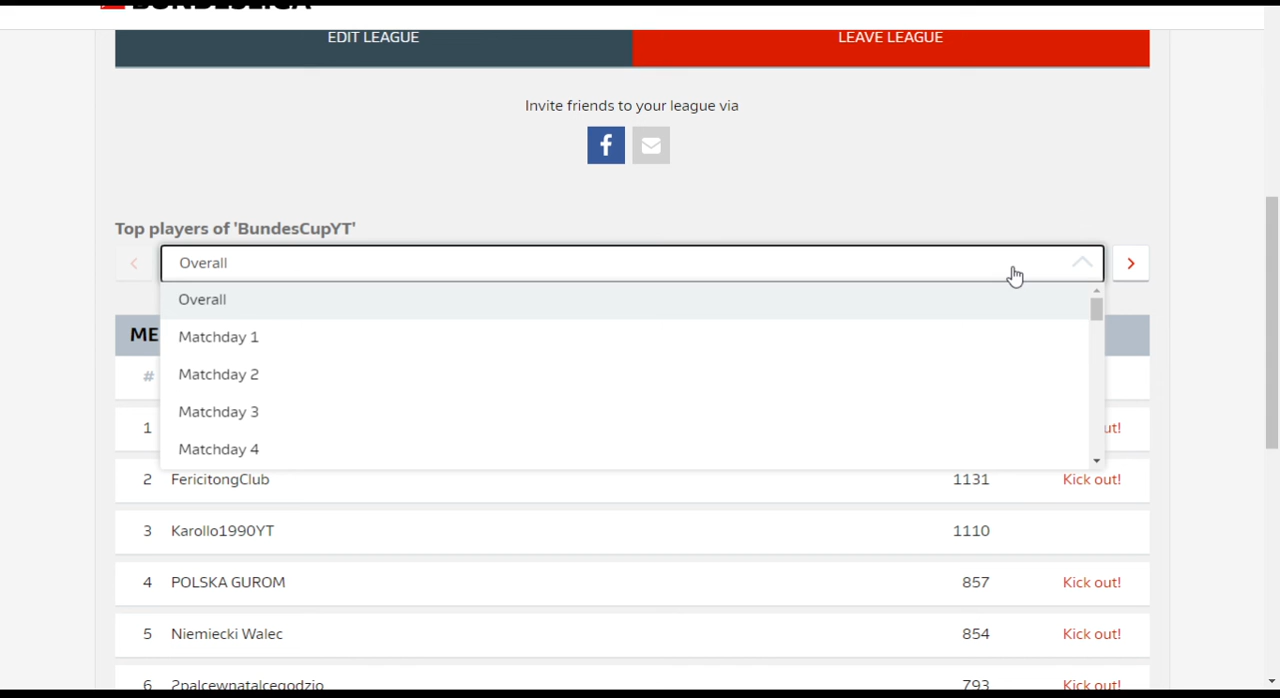 BUNDESLIGA
EDIT LEAGUE LEAVE LEAGUE
Invite friends to your league via
Top players of 'BundesCupYT'
Overall
Overall
Matchday 1
ME
Matchday 2
#
Matchday 3
1 ut!
Matchday 4
2 FericitongClub 1131 Kick out!
3 Karollo1990YT 1110
4 POLSKA GUROM 857 Kick out!
5 Niemiecki Walec 854 Kick out!
6 2palcewnatalcegodzio 793 Kick out!